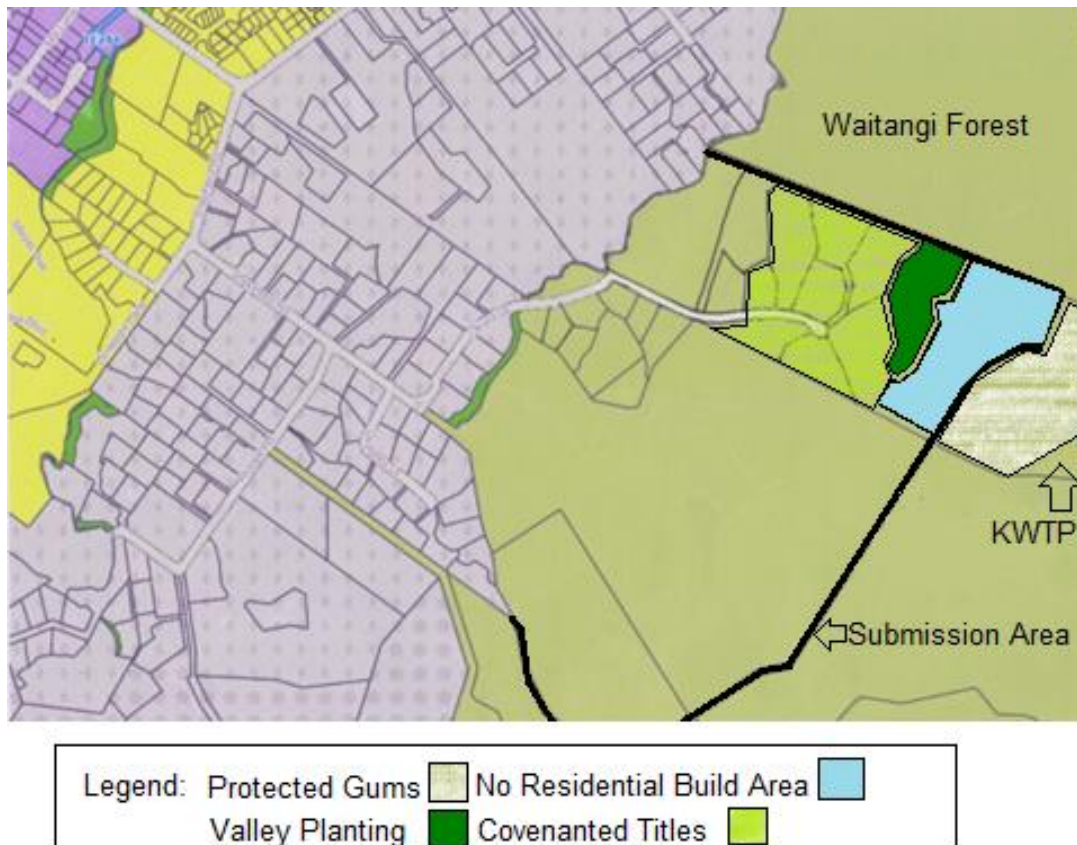 Waitangi Forest
KWTP
Submission Area
Legend: Protected Gums No Residential Build Area
Valley Planting Covenanted Titles